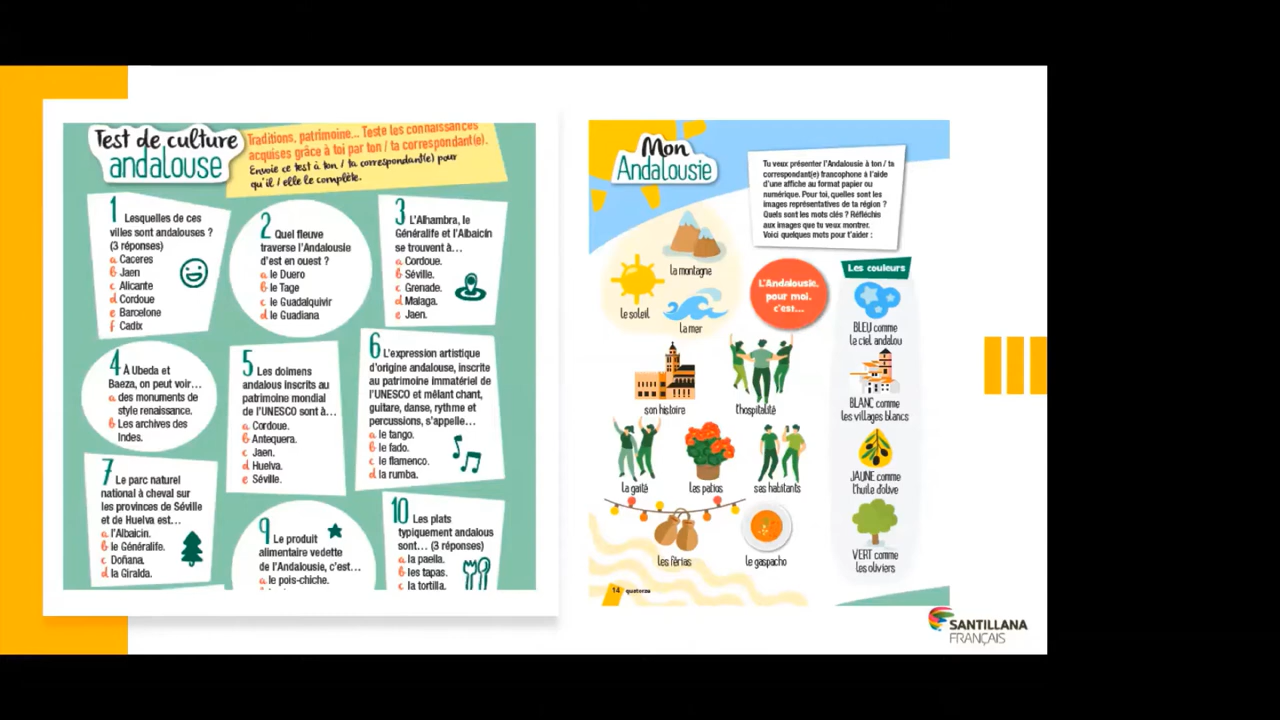 Test de culture
andalouse
Traditions, patrimoine... Teste les connaissances
acquises grâce à toi par ton / ta correspondant(e).
Envoie ce test à ton / ta correspondant(e) pour
qu'il / elle le complète.
1 Lesquelles de ces
villes sont andalouses ?
(3 réponses)
a Caceres
b Jaen
c Alicante
d Cordoue
e Barcelone
f Cadix
2 Quel fleuve
traverse l'Andalousie
d'est en ouest ?
a le Duero
b le Tage
c le Guadalquivir
d le Guadiana
3 L'Alhambra, le
Généralife et l'Albaicín
se trouvent à...
a Cordoue.
b Séville.
c Grenade.
d Malaga.
e Jaen.
4 À Ubeda et
Baeza, on peut voir...
a des monuments de
style renaissance.
b Les archives des
Indes.
5 Les dolmens
andalous inscrits au
patrimoine mondial
de l'UNESCO sont à...
a Cordoue.
b Antequera.
c Jaen.
d Huelva.
e Séville.
6 L'expression artistique
d'origine andalouse, inscrite
au patrimoine immatériel de
l'UNESCO et mêlant chant,
guitare, danse, rythme et
percussions, s'appelle...
a le tango.
b le fado.
c le flamenco.
d la rumba.
7 Le parc naturel
national à cheval sur
les provinces de Séville
et de Huelva est...
a l'Albaicin.
b le Généralife.
c Doñana.
d la Giralda.
9 Le produit
alimentaire vedette
de l'Andalousie, c'est...
a le pois-chiche.
10 Les plats
typiquement andalous
sont... (3 réponses)
a la paella.
b les tapas.
c la tortilla.
Mon
Andalousie
Tu veux présenter l'Andalousie à ton / ta
correspondant(e) francophone à l'aide
d'une affiche au format papier ou
numérique. Pour toi, quelles sont les
images représentatives de ta région ?
Quels sont les mots clés ? Réfléchis
aux images que tu veux montrer.
Voici quelques mots pour t'aider :
la montagne
le soleil
la mer
L'Andalousie,
pour moi,
c'est...
son histoire
l'hospitalité
la gaîté
les patios
ses habitants
les férias
le gaspacho
Les couleurs
BLEU comme
le ciel andalou
BLANC comme
les villages blancs
JAUNE comme
l'huile d'olive
VERT comme
les oliviers
14 quatorze
SANTILLANA
FRANÇAIS